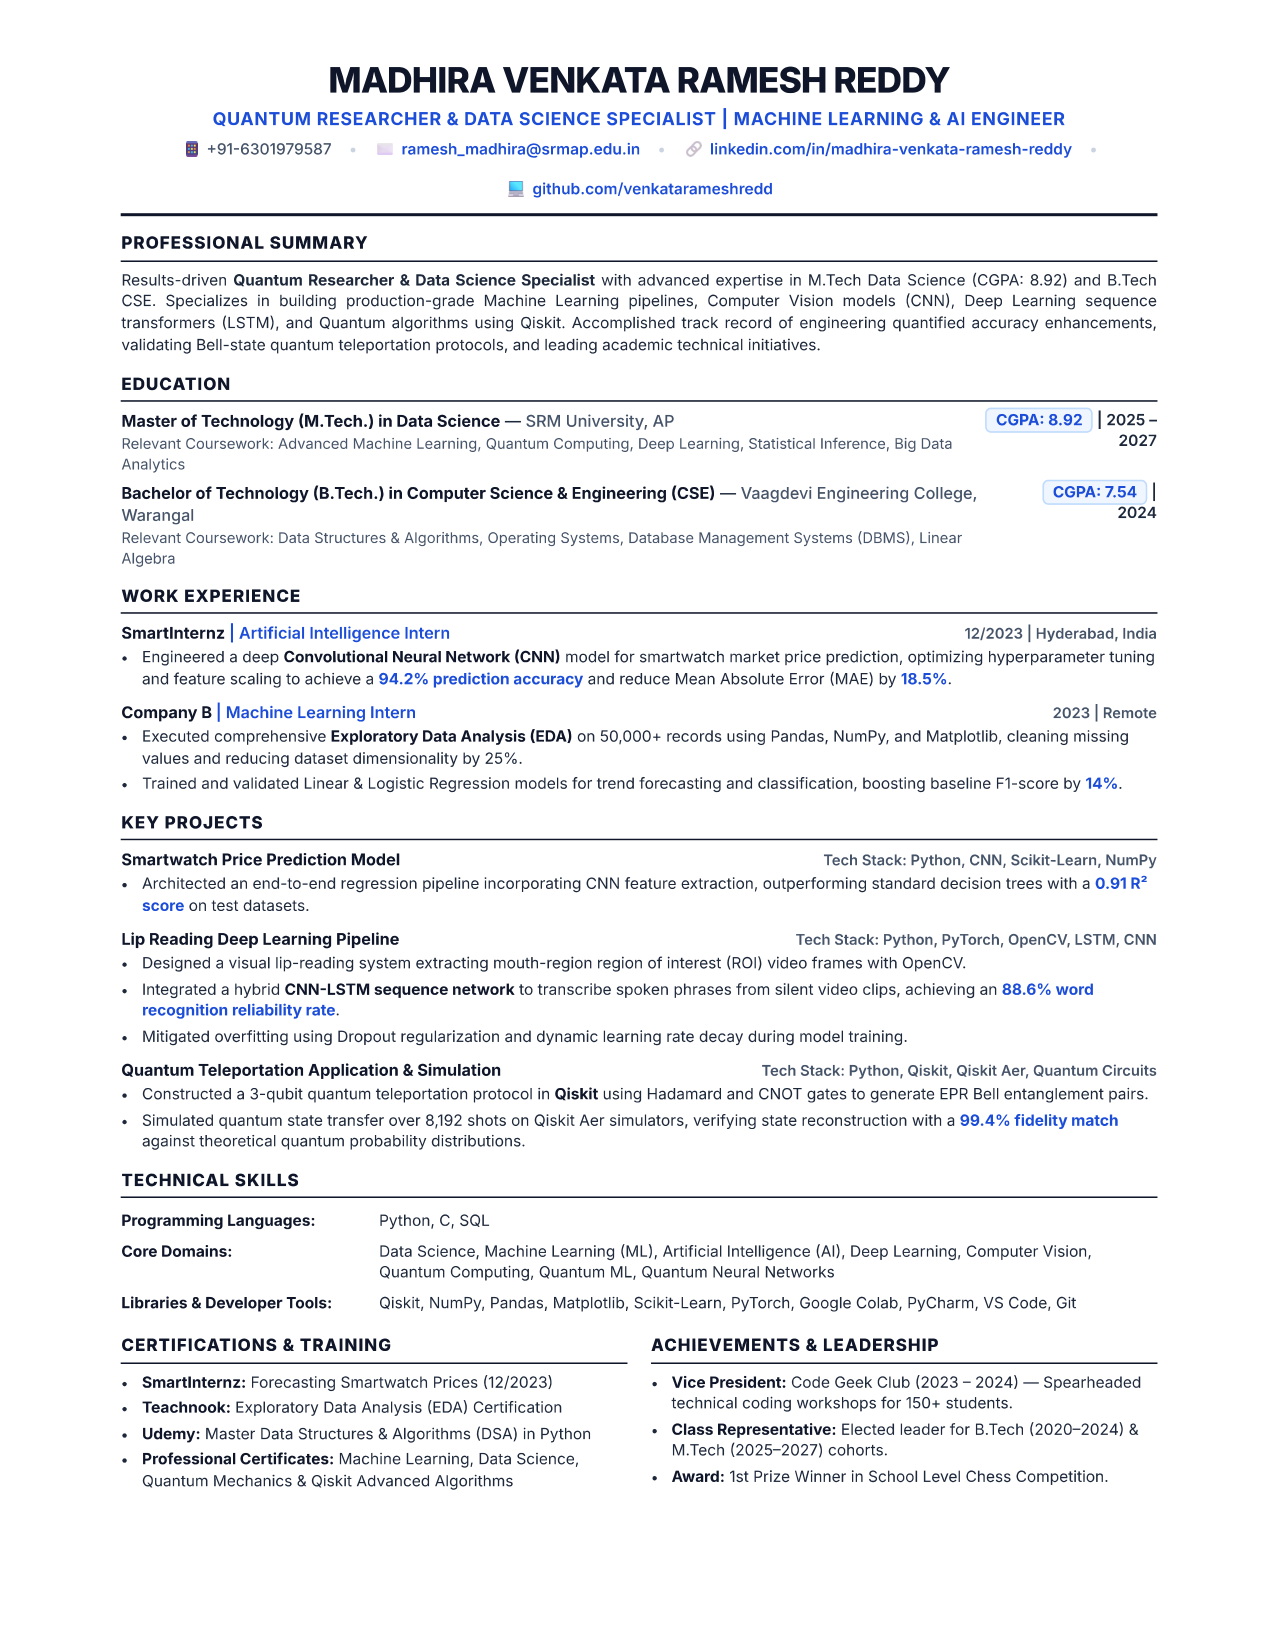 MADHIRA VENKATA RAMESH REDDY
QUANTUM RESEARCHER & DATA SCIENCE SPECIALIST | MACHINE LEARNING & AI ENGINEER
+91-6301979587 • ramesh_madhira@srmap.edu.in • linkedin.com/in/madhira-venkata-ramesh-reddy •
github.com/venkatarameshredd
PROFESSIONAL SUMMARY
Results-driven Quantum Researcher & Data Science Specialist with advanced expertise in M.Tech Data Science (CGPA: 8.92) and B.Tech
CSE. Specializes in building production-grade Machine Learning pipelines, Computer Vision models (CNN), Deep Learning sequence
transformers (LSTM), and Quantum algorithms using Qiskit. Accomplished track record of engineering quantified accuracy enhancements,
validating Bell-state quantum teleportation protocols, and leading academic technical initiatives.
EDUCATION
Master of Technology (M.Tech.) in Data Science — SRM University, AP CGPA: 8.92 | 2025 –
2027
Relevant Coursework: Advanced Machine Learning, Quantum Computing, Deep Learning, Statistical Inference, Big Data
Analytics
Bachelor of Technology (B.Tech.) in Computer Science & Engineering (CSE) — Vaagdevi Engineering College, CGPA: 7.54 |
Warangal 2024
Relevant Coursework: Data Structures & Algorithms, Operating Systems, Database Management Systems (DBMS), Linear
Algebra
WORK EXPERIENCE
SmartInternz | Artificial Intelligence Intern 12/2023 | Hyderabad, India
• Engineered a deep Convolutional Neural Network (CNN) model for smartwatch market price prediction, optimizing hyperparameter tuning
and feature scaling to achieve a 94.2% prediction accuracy and reduce Mean Absolute Error (MAE) by 18.5%.
Company B | Machine Learning Intern 2023 | Remote
• Executed comprehensive Exploratory Data Analysis (EDA) on 50,000+ records using Pandas, NumPy, and Matplotlib, cleaning missing
values and reducing dataset dimensionality by 25%.
• Trained and validated Linear & Logistic Regression models for trend forecasting and classification, boosting baseline F1-score by 14%.
KEY PROJECTS
Smartwatch Price Prediction Model Tech Stack: Python, CNN, Scikit-Learn, NumPy
• Architected an end-to-end regression pipeline incorporating CNN feature extraction, outperforming standard decision trees with a 0.91 R²
score on test datasets.
Lip Reading Deep Learning Pipeline Tech Stack: Python, PyTorch, OpenCV, LSTM, CNN
• Designed a visual lip-reading system extracting mouth-region region of interest (ROI) video frames with OpenCV.
• Integrated a hybrid CNN-LSTM sequence network to transcribe spoken phrases from silent video clips, achieving an 88.6% word
recognition reliability rate.
• Mitigated overfitting using Dropout regularization and dynamic learning rate decay during model training.
Quantum Teleportation Application & Simulation Tech Stack: Python, Qiskit, Qiskit Aer, Quantum Circuits
• Constructed a 3-qubit quantum teleportation protocol in Qiskit using Hadamard and CNOT gates to generate EPR Bell entanglement pairs.
• Simulated quantum state transfer over 8,192 shots on Qiskit Aer simulators, verifying state reconstruction with a 99.4% fidelity match
against theoretical quantum probability distributions.
TECHNICAL SKILLS
Programming Languages: Python, C, SQL
Core Domains: Data Science, Machine Learning (ML), Artificial Intelligence (AI), Deep Learning, Computer Vision,
Quantum Computing, Quantum ML, Quantum Neural Networks
Libraries & Developer Tools: Qiskit, NumPy, Pandas, Matplotlib, Scikit-Learn, PyTorch, Google Colab, PyCharm, VS Code, Git
CERTIFICATIONS & TRAINING
• SmartInternz: Forecasting Smartwatch Prices (12/2023)
• Teachnook: Exploratory Data Analysis (EDA) Certification
• Udemy: Master Data Structures & Algorithms (DSA) in Python
• Professional Certificates: Machine Learning, Data Science,
Quantum Mechanics & Qiskit Advanced Algorithms
ACHIEVEMENTS & LEADERSHIP
• Vice President: Code Geek Club (2023 – 2024) — Spearheaded
technical coding workshops for 150+ students.
• Class Representative: Elected leader for B.Tech (2020–2024) &
M.Tech (2025–2027) cohorts.
• Award: 1st Prize Winner in School Level Chess Competition.